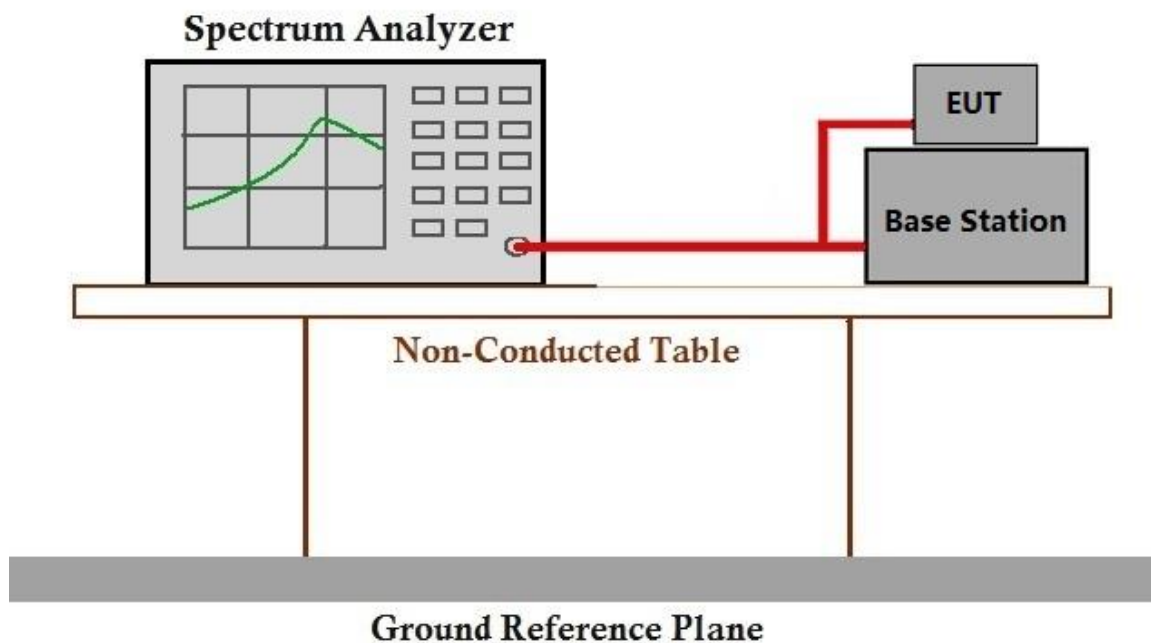 Spectrum Analyzer
EUT
Base Station
Non-Conducted Table
Ground Reference Plane